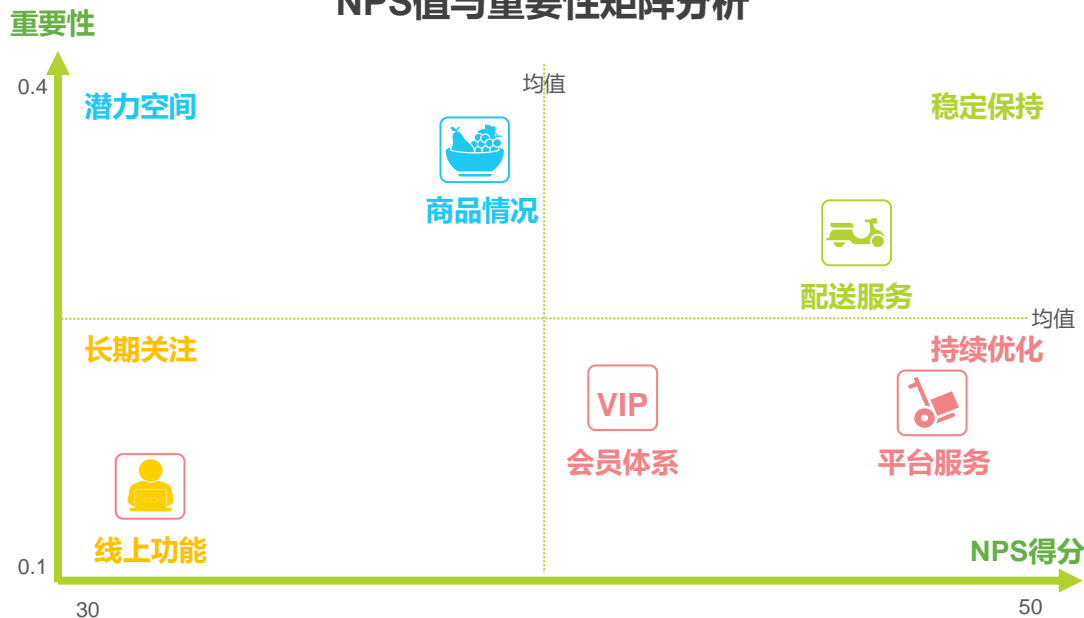 NPS值与重要性矩阵分析
重要性
0.4
均值
潜力空间
稳定保持
商品情况
配送服务
均值
长期关注
持续优化
VIP
会员体系
平台服务
线上功能
NPS得分
0.1
30
50